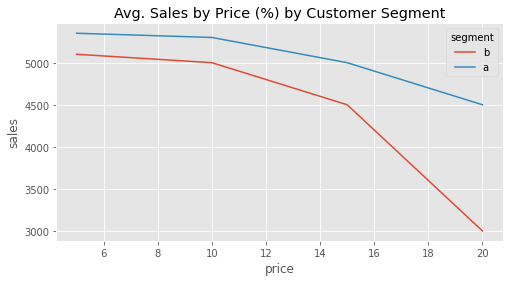 Avg. Sales by Price (%) by Customer Segment
segment
b
a
sales
5000
4500
4000
3500
3000
6
8
10
12
14
16
18
20
price